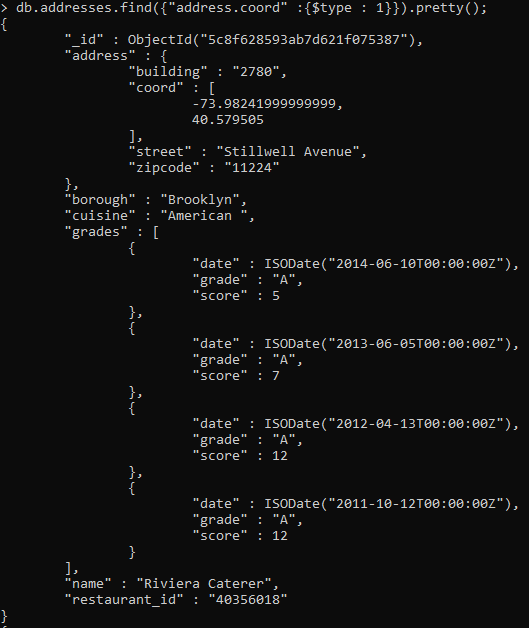 > db.addresses.find({"address.coord" :{$type : 1}}).pretty();
{
        "_id" : ObjectId("5c8f628593ab7d621f075387"),
        "address" : {
                "building" : "2780",
                "coord" : [
                        -73.98241999999999,
                        40.579505
                ],
                "street" : "Stillwell Avenue",
                "zipcode" : "11224"
        },
        "borough" : "Brooklyn",
        "cuisine" : "American ",
        "grades" : [
                {
                        "date" : ISODate("2014-06-10T00:00:00Z"),
                        "grade" : "A",
                        "score" : 5
                },
                {
                        "date" : ISODate("2013-06-05T00:00:00Z"),
                        "grade" : "A",
                        "score" : 7
                },
                {
                        "date" : ISODate("2012-04-13T00:00:00Z"),
                        "grade" : "A",
                        "score" : 12
                },
                {
                        "date" : ISODate("2011-10-12T00:00:00Z"),
                        "grade" : "A",
                        "score" : 12
                }
        ],
        "name" : "Riviera Caterer",
        "restaurant_id" : "40356018"
}